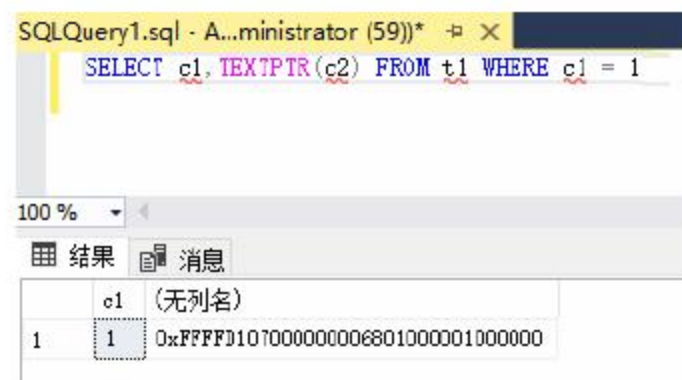 SQLQuery1.sql - A...ministrator (59))*
SELECT c1,TEXTPTR(c2) FROM t1 WHERE c1 = 1
100 %
结果 消息
c1 (无列名)
1 1 0xFFFFD107000000006801000001000000